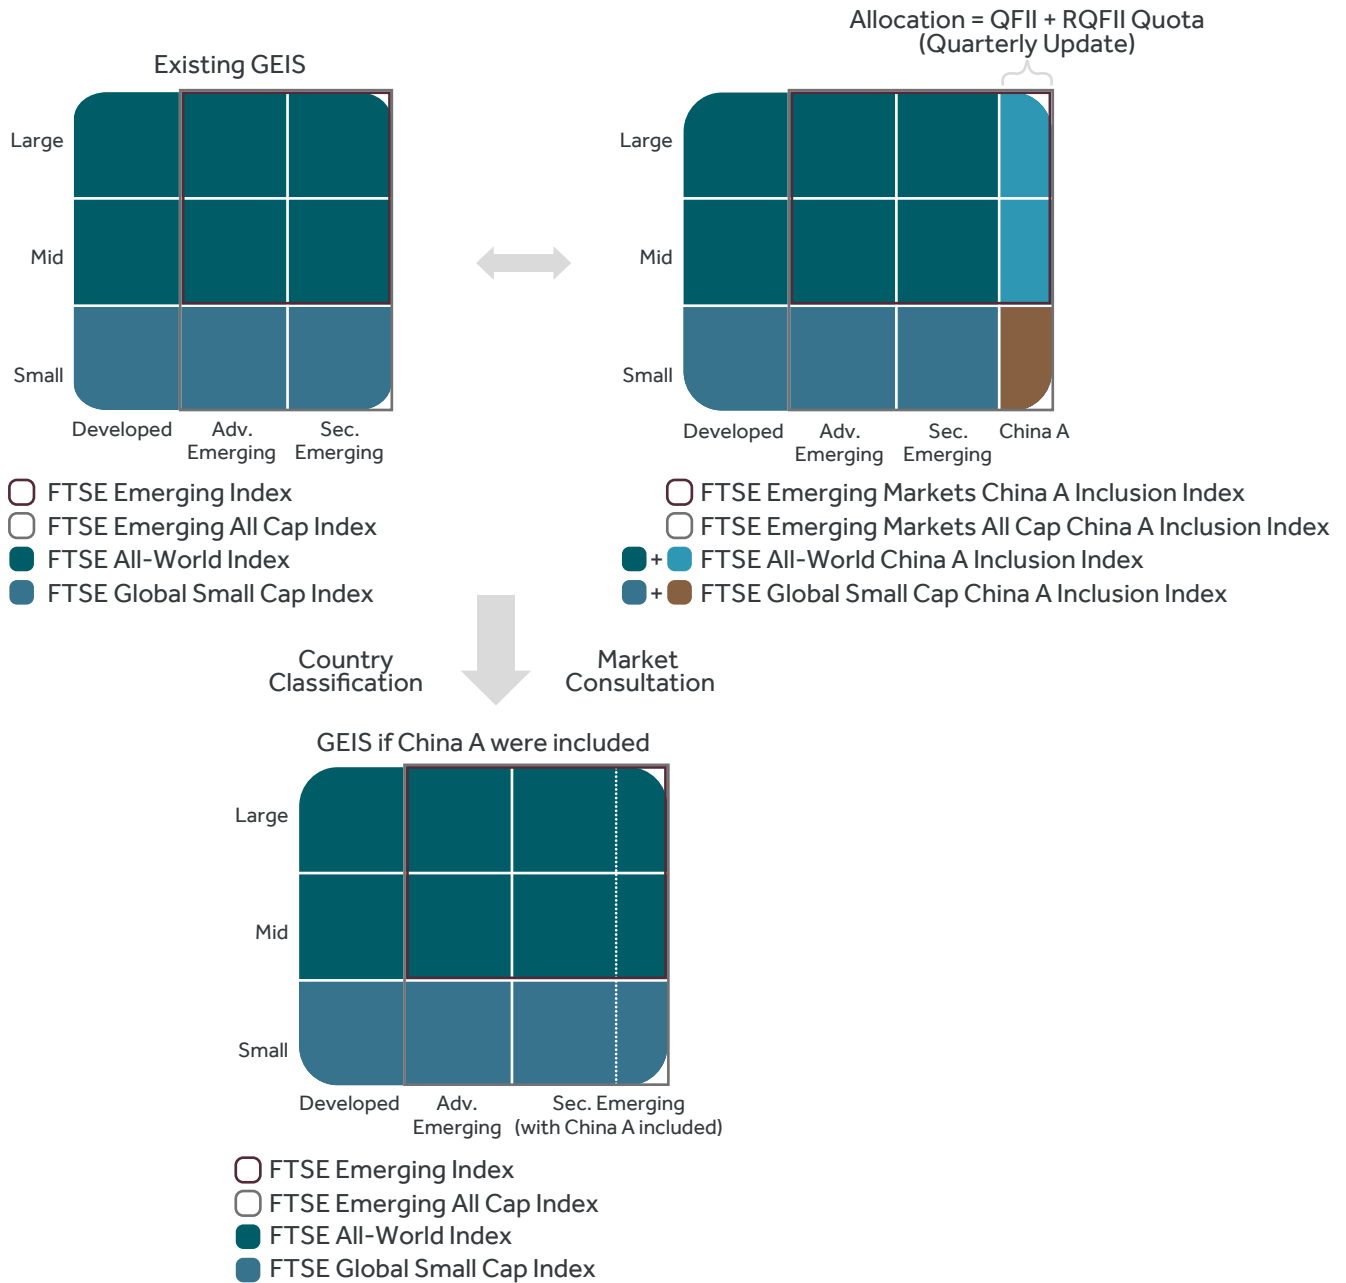 Allocation = QFII + RQFII Quota
(Quarterly Update)
Existing GEIS
Large
Mid
Small
Developed
Adv.
Emerging
Sec.
Emerging
Large
Mid
Small
Developed
Adv.
Emerging
Sec.
Emerging
China A
FTSE Emerging Index
FTSE Emerging All Cap Index
FTSE All-World Index
FTSE Global Small Cap Index
FTSE Emerging Markets China A Inclusion Index
FTSE Emerging Markets All Cap China A Inclusion Index
+ FTSE All-World China A Inclusion Index
+ FTSE Global Small Cap China A Inclusion Index
Country
Classification
Market
Consultation
GEIS if China A were included
Large
Mid
Small
Developed
Adv.
Emerging
Sec. Emerging
(with China A included)
FTSE Emerging Index
FTSE Emerging All Cap Index
FTSE All-World Index
FTSE Global Small Cap Index